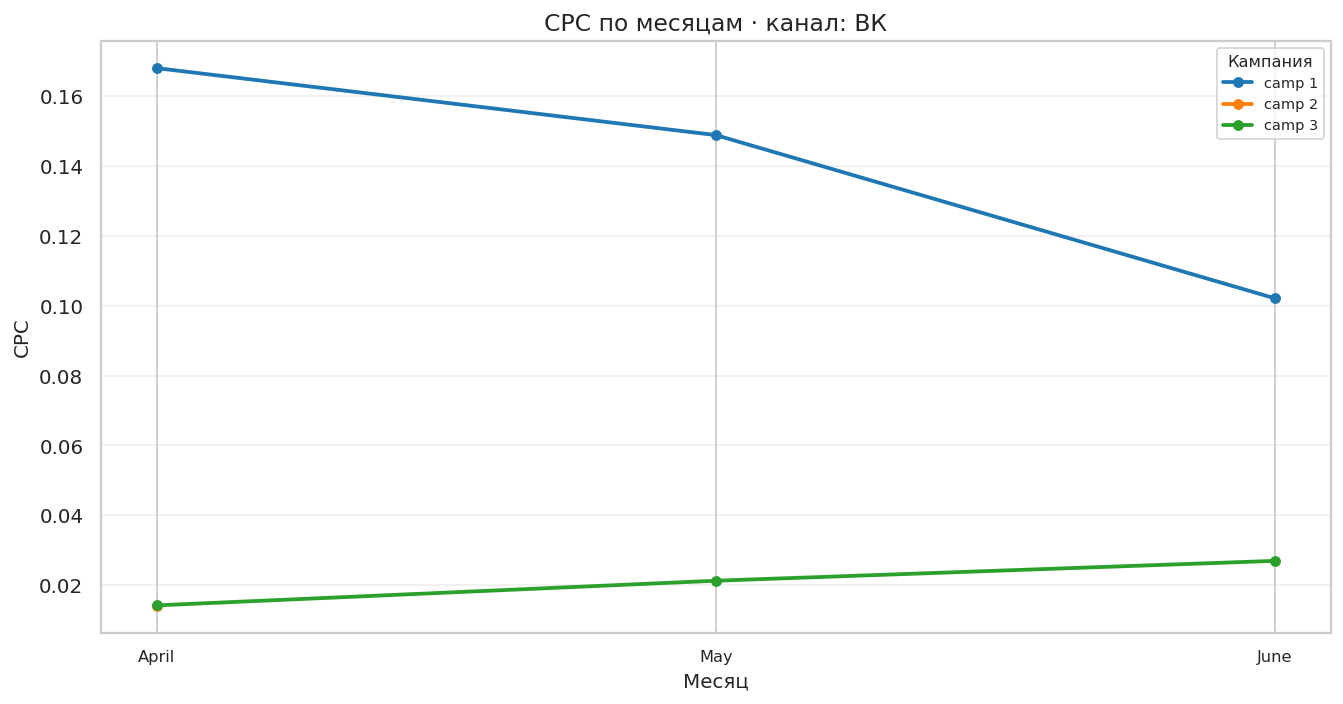 CPC по месяцам · канал: ВК
Кампания
camp 1
camp 2
camp 3
CPC
0.16
0.14
0.12
0.10
0.08
0.06
0.04
0.02
April
May
June
Месяц